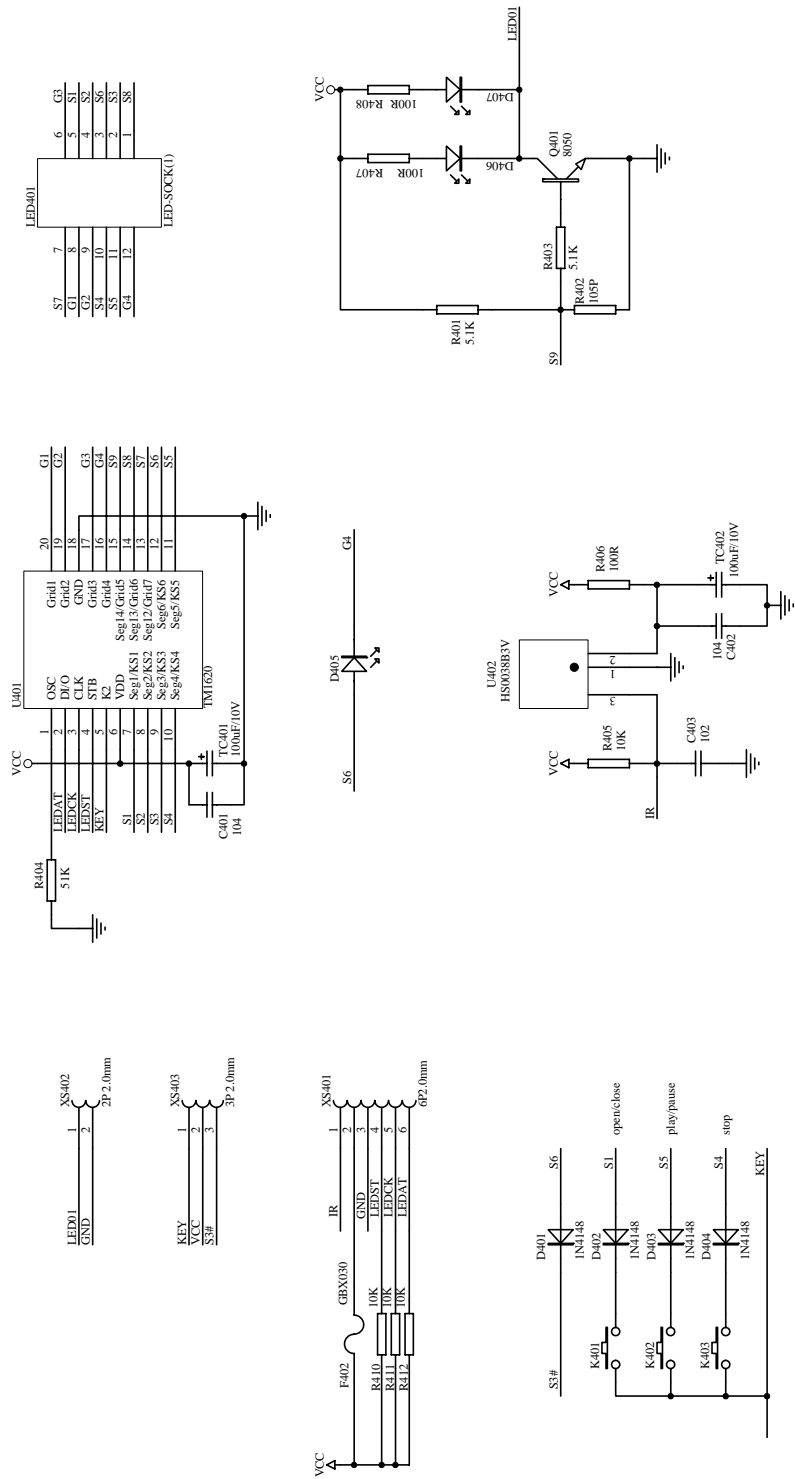 LED401
LED-SOCK(1)
G3
S1
S2
S6
S3
S8
6
5
4
3
2
1
7
8
9
10
11
12
S7
G1
G2
S4
S5
G4
VCC
LED01
R408
100R
D407
R407
100R
D406
Q401
8050
R403
5.1K
R402
105P
R401
5.1K
S9
U401
TM1620
G1
G2
G3
G4
S9
S8
S7
S6
S5
20
19
18
17
16
15
14
13
12
11
Grid1
Grid2
GND
Grid3
Grid4
Seg14/Grid5
Seg13/Grid6
Seg12/Grid7
Seg6/KS6
Seg5/KS5
OSC
DI/O
CLK
STB
K2
VDD
Seg1/KS1
Seg2/KS2
Seg3/KS3
Seg4/KS4
1
2
3
4
5
6
7
8
9
10
VCC
LEDAT
LEDCK
LEDST
KEY
S1
S2
S3
S4
TC401
100uF/10V
C401
104
R404
51K
G4
D405
S6
U402
HS0038B3V
VCC
R406
100R
TC402
100uF/10V
104
C402
2
1
3
VCC
R405
10K
C403
102
IR
XS402
2P 2.0mm
1
2
LED01
GND
XS403
3P 2.0mm
1
2
3
KEY
VCC
S3#
XS401
6P2.0mm
1
2
3
4
5
6
IR
GND
LEDST
LEDCK
LEDAT
GBX030
F402
10K
10K
10K
R410
R411
R412
VCC
S6
S1
S5
S4
KEY
open/close
play/pause
stop
D401
1N4148
D402
1N4148
D403
1N4148
D404
1N4148
S3#
K401
K402
K403